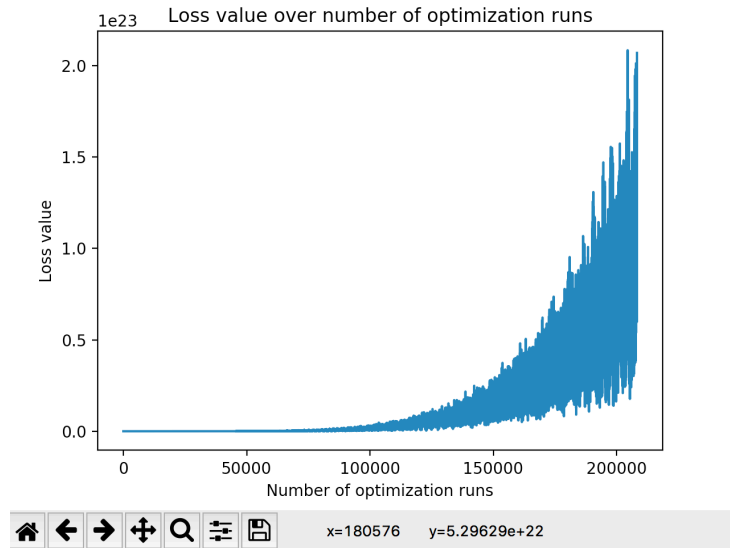 Loss value over number of optimization runs
1e23
2.0
1.5
1.0
0.5
0.0
Loss value
0 50000 100000 150000 200000
Number of optimization runs
x=180576 y=5.29629e+22